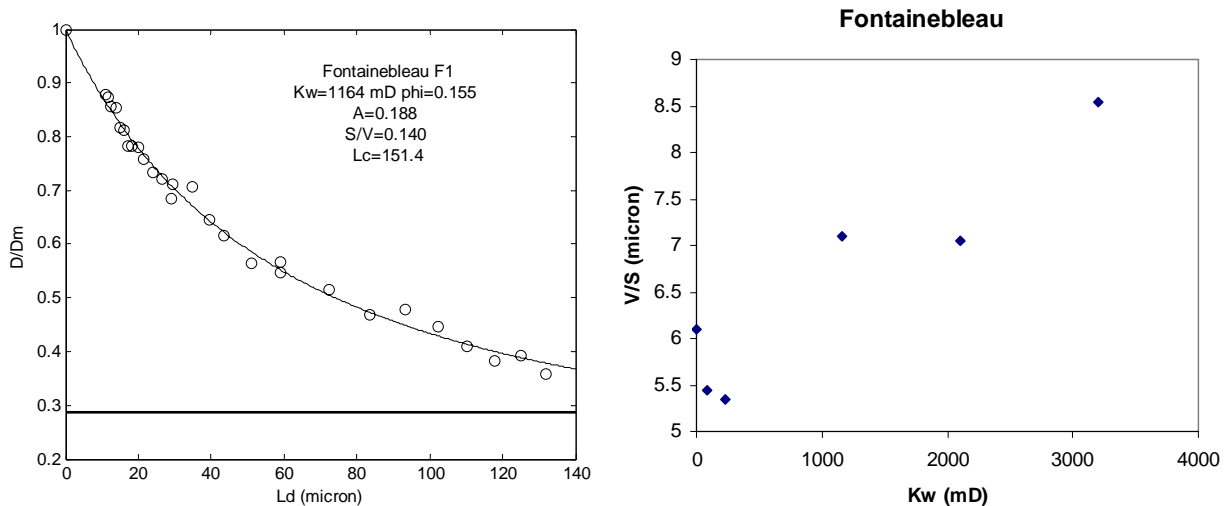 1
0.9
0.8
0.7
0.6
0.5
0.4
0.3
0.2
D/Dm
Fontainebleau F1
Kw=1164 mD phi=0.155
A=0.188
S/V=0.140
Lc=151.4
0 20 40 60 80 100 120 140
Ld (micron)
Fontainebleau
9
8.5
8
7.5
7
6.5
6
5.5
5
V/S (micron)
0 1000 2000 3000 4000
Kw (mD)